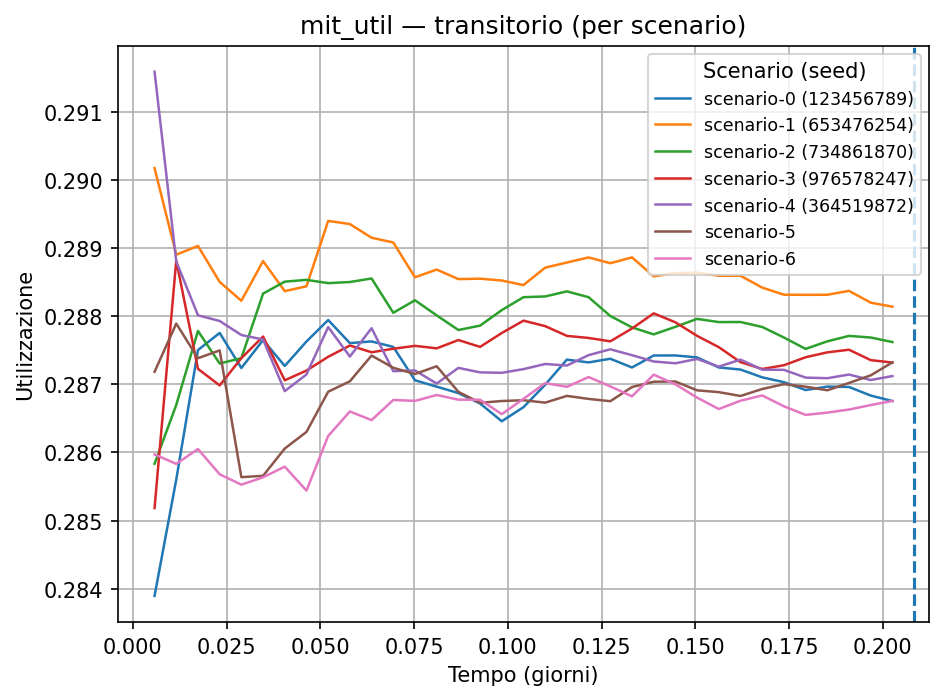 mit_util — transitorio (per scenario)
Scenario (seed)
scenario-0 (123456789)
scenario-1 (653476254)
scenario-2 (734861870)
scenario-3 (976578247)
scenario-4 (364519872)
scenario-5
scenario-6
Utilizzazione
0.291
0.290
0.289
0.288
0.287
0.286
0.285
0.284
0.000 0.025 0.050 0.075 0.100 0.125 0.150 0.175 0.200
Tempo (giorni)